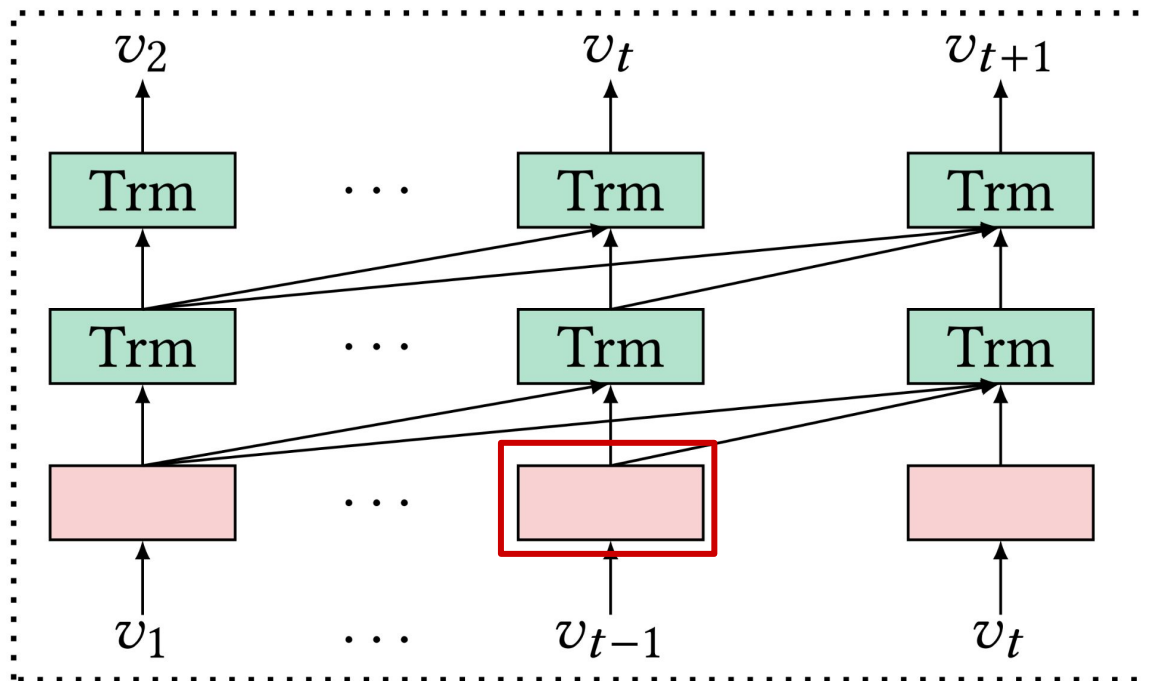 v2 vt vt+1
Trm ··· Trm Trm
Trm ··· Trm Trm
···
v1 ··· vt−1 vt